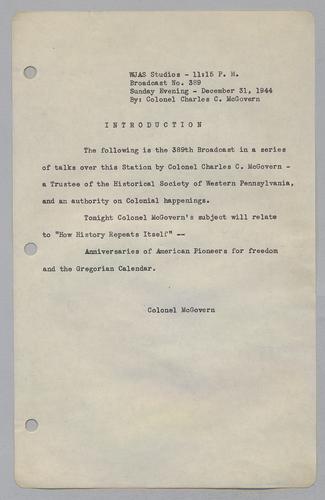 WJAS Studios - 11:15 P. M.
Broadcast No. 389
Sunday Evening - December 31, 1944
By: Colonel Charles C. McGovern
I N T R O D U C T I O N
The following is the 389th Broadcast in a series
of talks over this Station by Colonel Charles C. McGovern -
a Trustee of the Historical Society of Western Pennsylvania,
and an authority on Colonial happenings.
Tonight Colonel McGovern's subject will relate
to "How History Repeats Itself" --
Anniversaries of American Pioneers for freedom
and the Gregorian Calendar.
Colonel McGovern